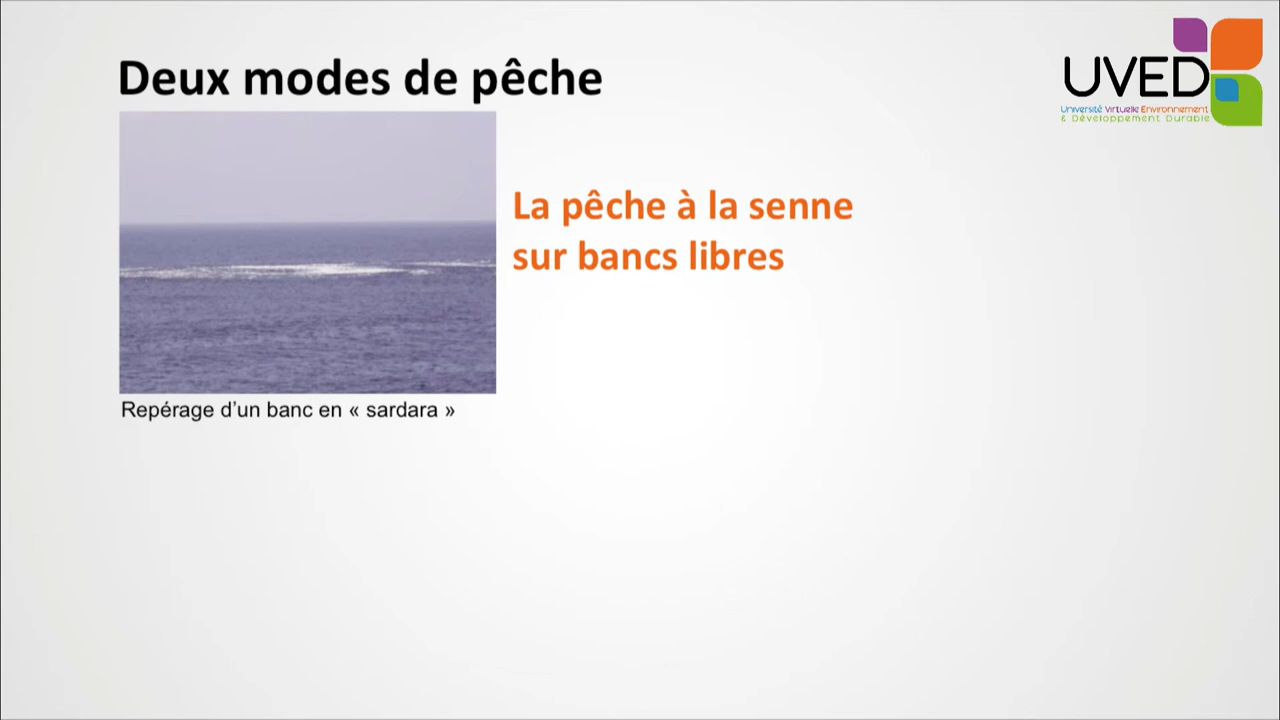 Deux modes de pêche
UVED
Université Virtuelle Environnement
& Développement Durable
La pêche à la senne
sur bancs libres
Repérage d'un banc en « sardara »